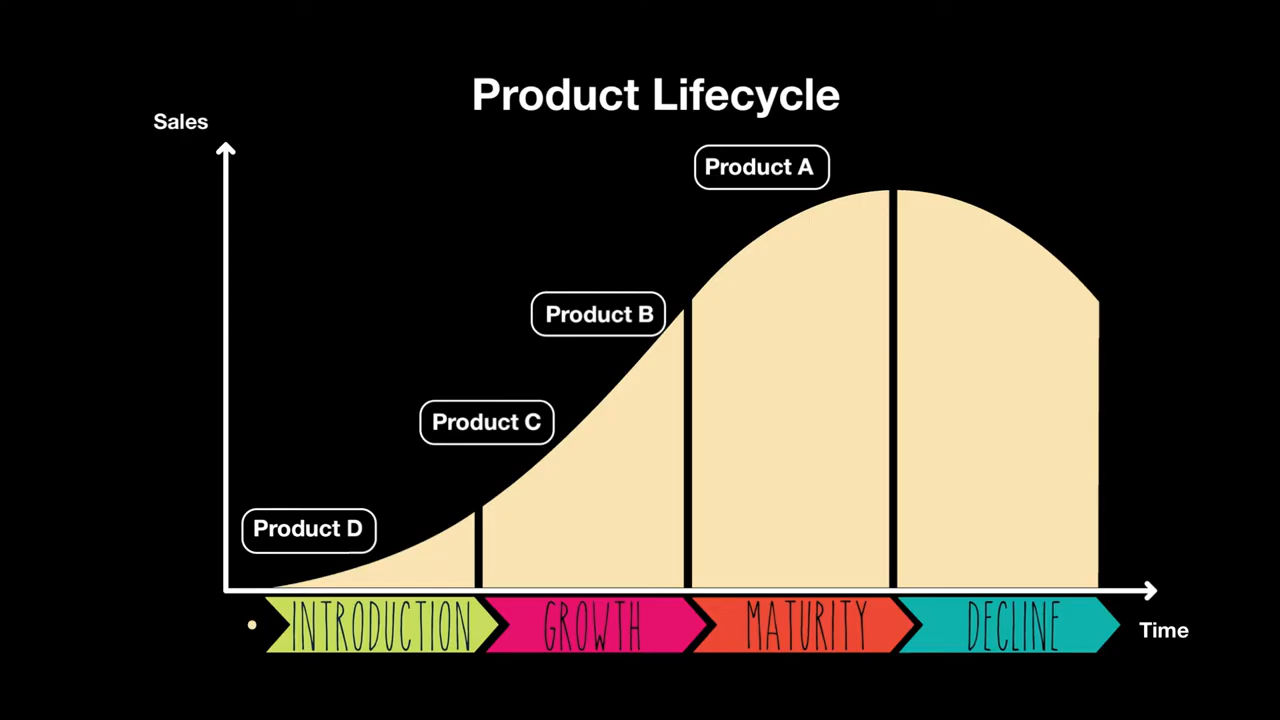 Product Lifecycle
Sales
Product A
Product B
Product C
Product D
INTRODUCTION
GROWTH
MATURITY
DECLINE
Time